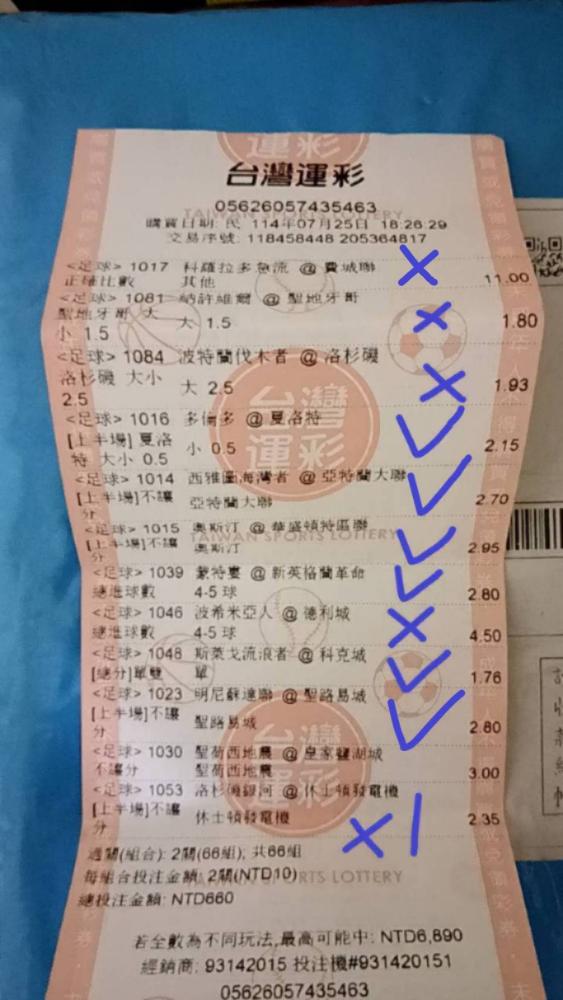 台灣運彩
05626057435463
購買日期: 民 114年07月25日 18:26:29
交易序號: 118458448 205364817
<足球> 1017 科羅拉多急流 @ 費城聯
正確比數 其他 11.00
<足球> 1081 納許維爾 @ 聖地牙哥
聖地牙哥 大
小 1.5 大 1.5 1.80
<足球> 1084 波特蘭伐木者 @ 洛杉磯
洛杉磯 大小
2.5 大 2.5 1.93
<足球> 1016 多倫多 @ 夏洛特
[上半場] 夏洛
特 大小 0.5 小 0.5 2.15
<足球> 1014 西雅圖海灣者 @ 亞特蘭大聯
[上半場]不讓
分 亞特蘭大聯 2.70
<足球> 1015 奧斯汀 @ 華盛頓特區聯
[上半場]不讓
分 奧斯汀 2.95
<足球> 1039 蒙特婁 @ 新英格蘭革命
總進球數 4-5 球 2.80
<足球> 1046 波希米亞人 @ 德利城
總進球數 4-5 球 4.50
<足球> 1048 斯萊戈流浪者 @ 科克城
[總分]單雙 單 1.76
<足球> 1023 明尼蘇達聯 @ 聖路易城
[上半場]不讓
分 聖路易城 2.80
<足球> 1030 聖荷西地震 @ 皇家鹽湖城
不讓分 聖荷西地震 3.00
<足球> 1053 洛杉磯銀河 @ 休士頓發電機
[上半場]不讓
分 休士頓發電機 2.35
過關(組合): 2關(66組); 共66組
每組合投注金額: 2關(NTD10)
總投注金額: NTD660
若全數為不同玩法,最高可能中: NTD6,890
經銷商: 93142015 投注機#931420151
05626057435463